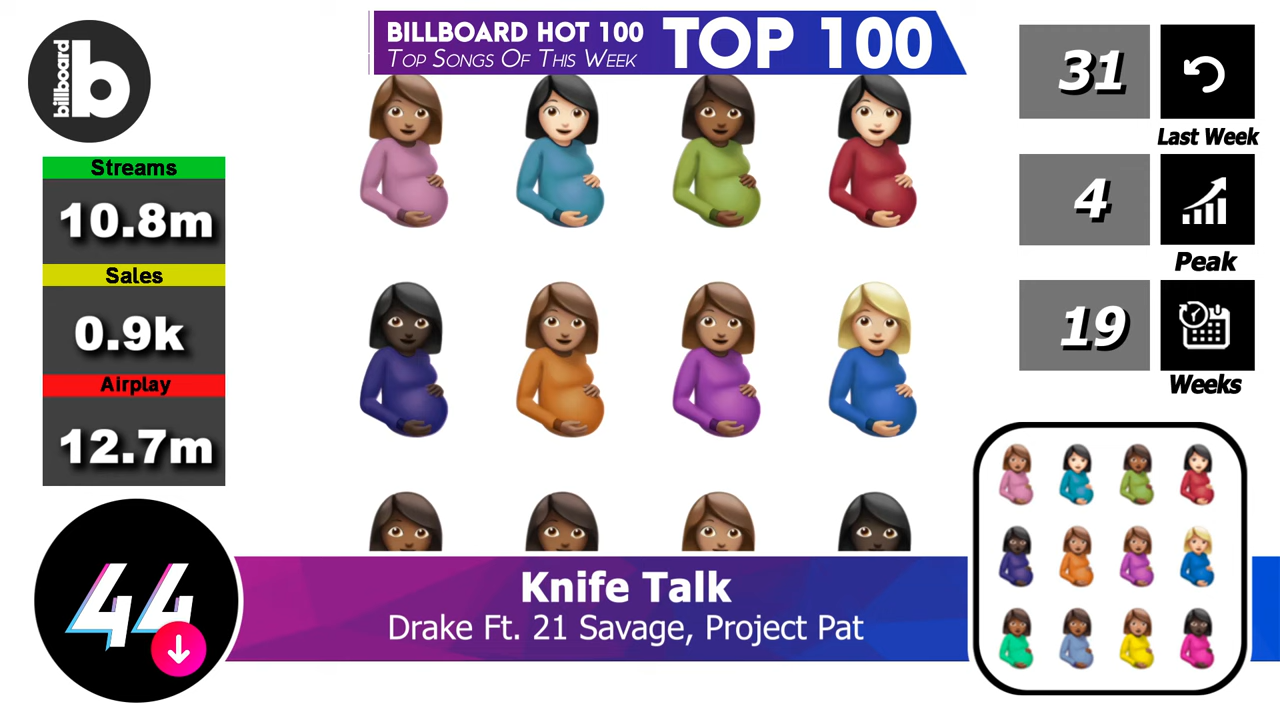 billboard
b
BILLBOARD HOT 100
TOP SONGS OF THIS WEEK
TOP 100
31
Last Week
Streams
10.8m
4
Peak
Sales
0.9k
19
Weeks
Airplay
12.7m
44
Knife Talk
Drake Ft. 21 Savage, Project Pat